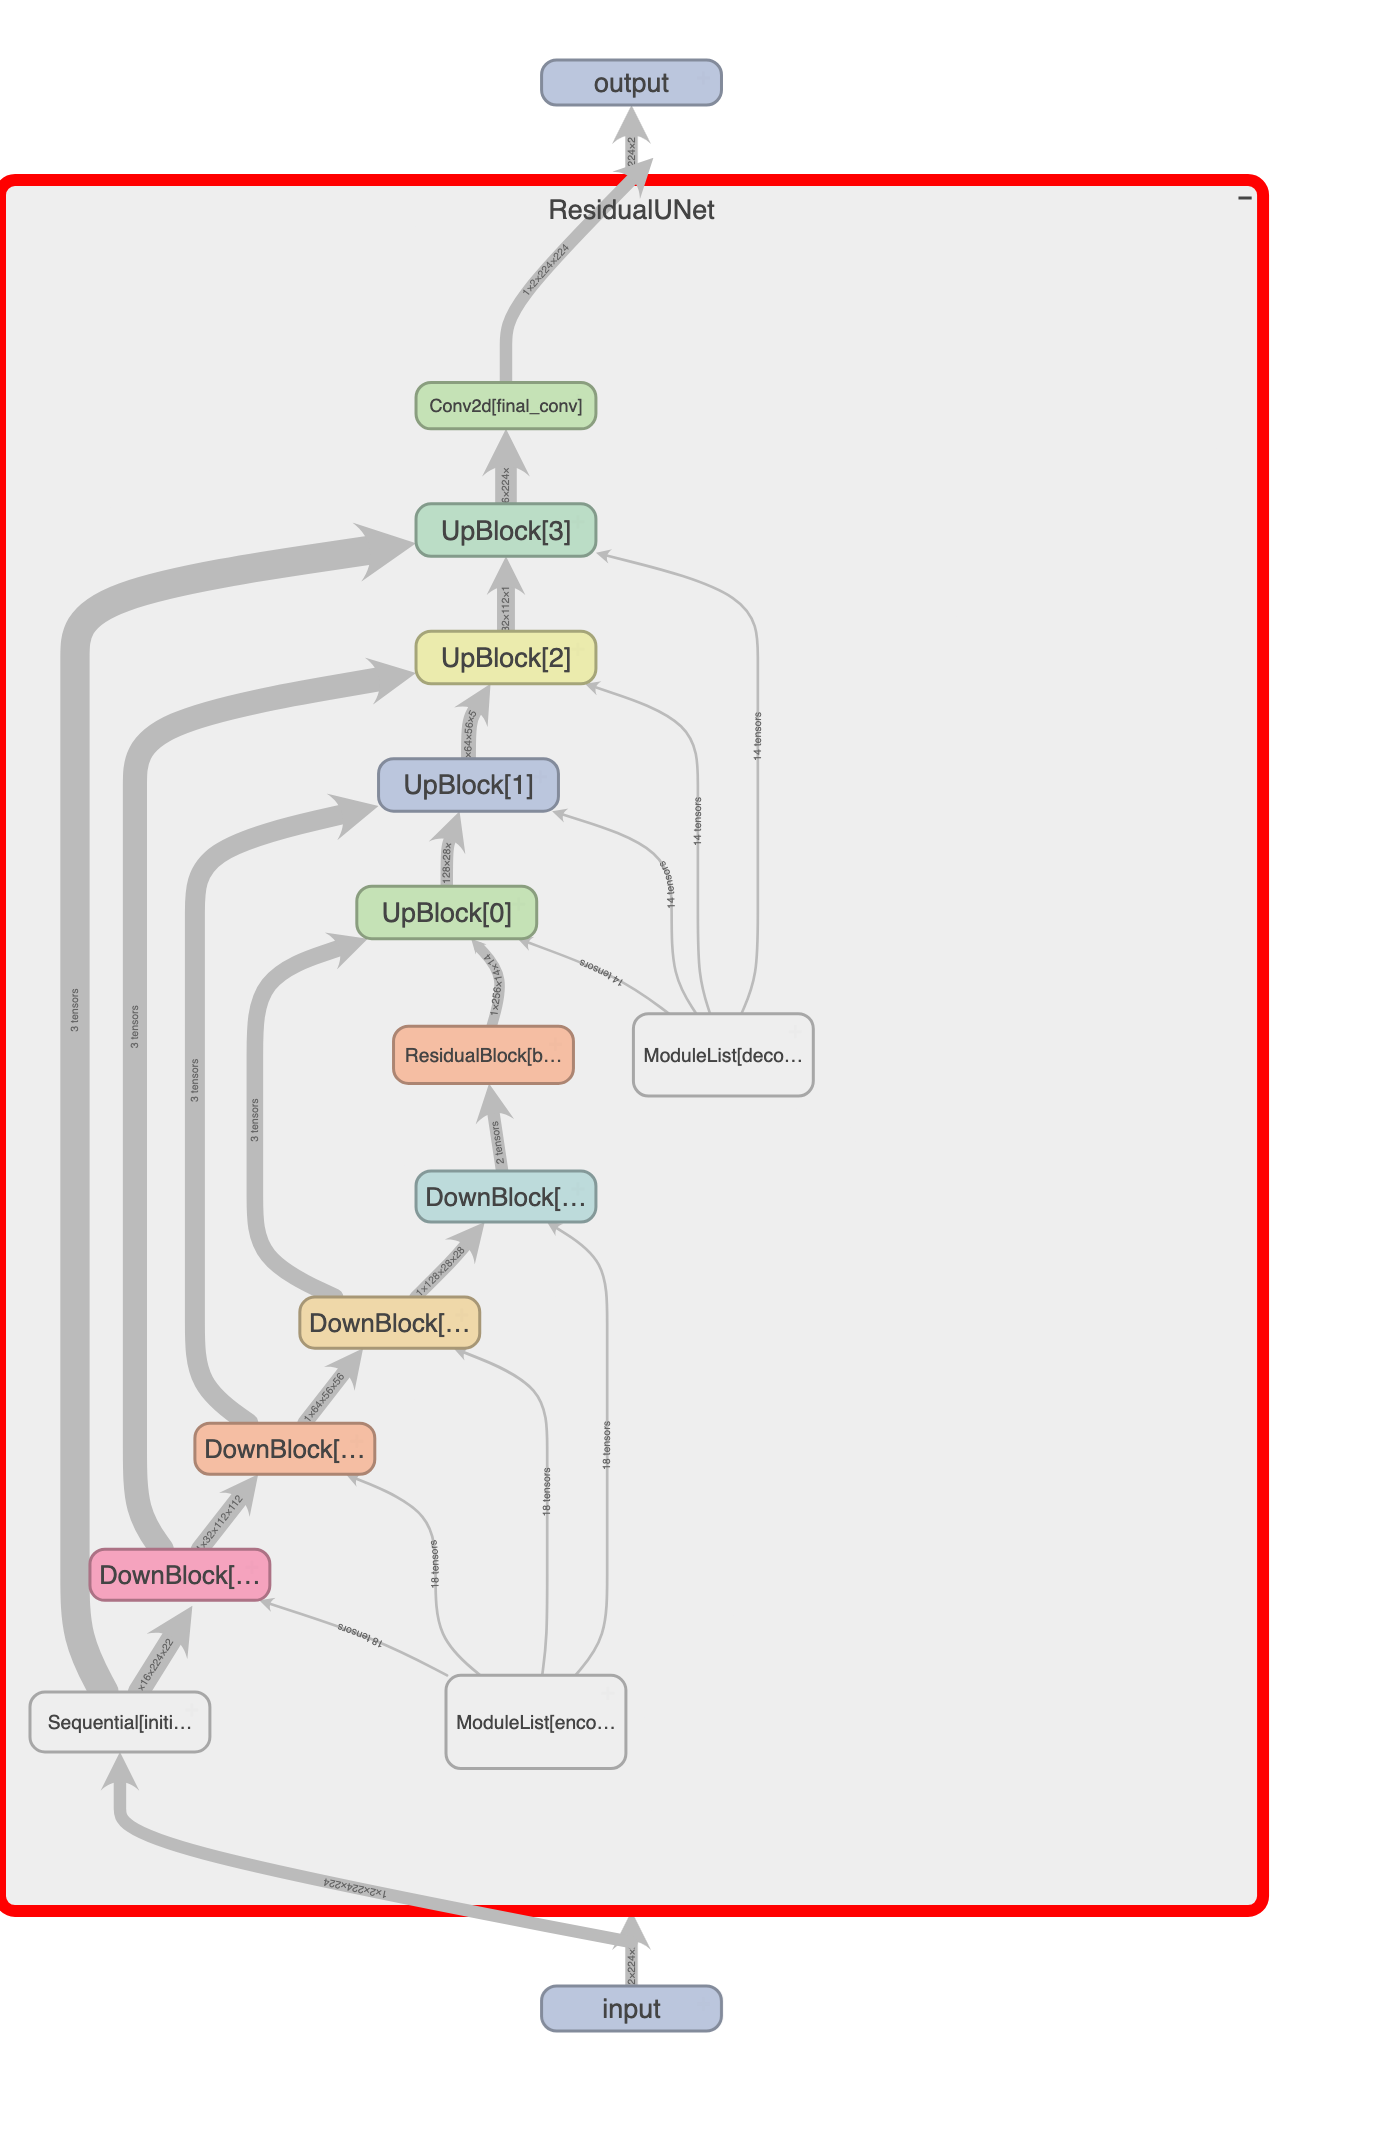 output
224×2
ResidualUNet
1×2×224×224
Conv2d[final_conv]
6×224×
UpBlock[3]
32×112×1
UpBlock[2]
×64×56×5
14 tensors
UpBlock[1]
14 tensors
128×28×
14 tensors
UpBlock[0]
1×256×14×14
14 tensors
3 tensors
3 tensors
3 tensors
3 tensors
ResidualBlock[b...
ModuleList[deco...
2 tensors
DownBlock[...
1×128×28×28
DownBlock[...
1×64×56×56
18 tensors
18 tensors
DownBlock[...
1×32×112×112
18 tensors
DownBlock[...
×16×224×22
18 tensors
Sequential[initi...
ModuleList[enco...
1×2×224×224
2×224×
input